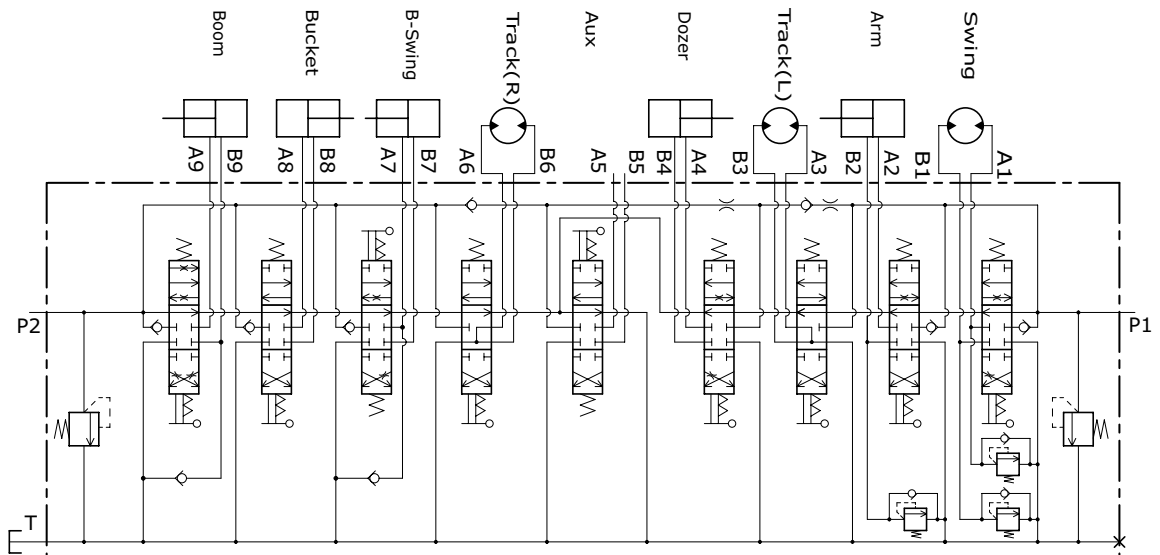 Boom
Bucket
B-Swing
Track(R)
Aux
Dozer
Track(L)
Arm
Swing
A9
B9
A8
B8
A7
B7
A6
B6
A5
B5
B4
A4
B3
A3
B2
A2
B1
A1
P2
P1
T